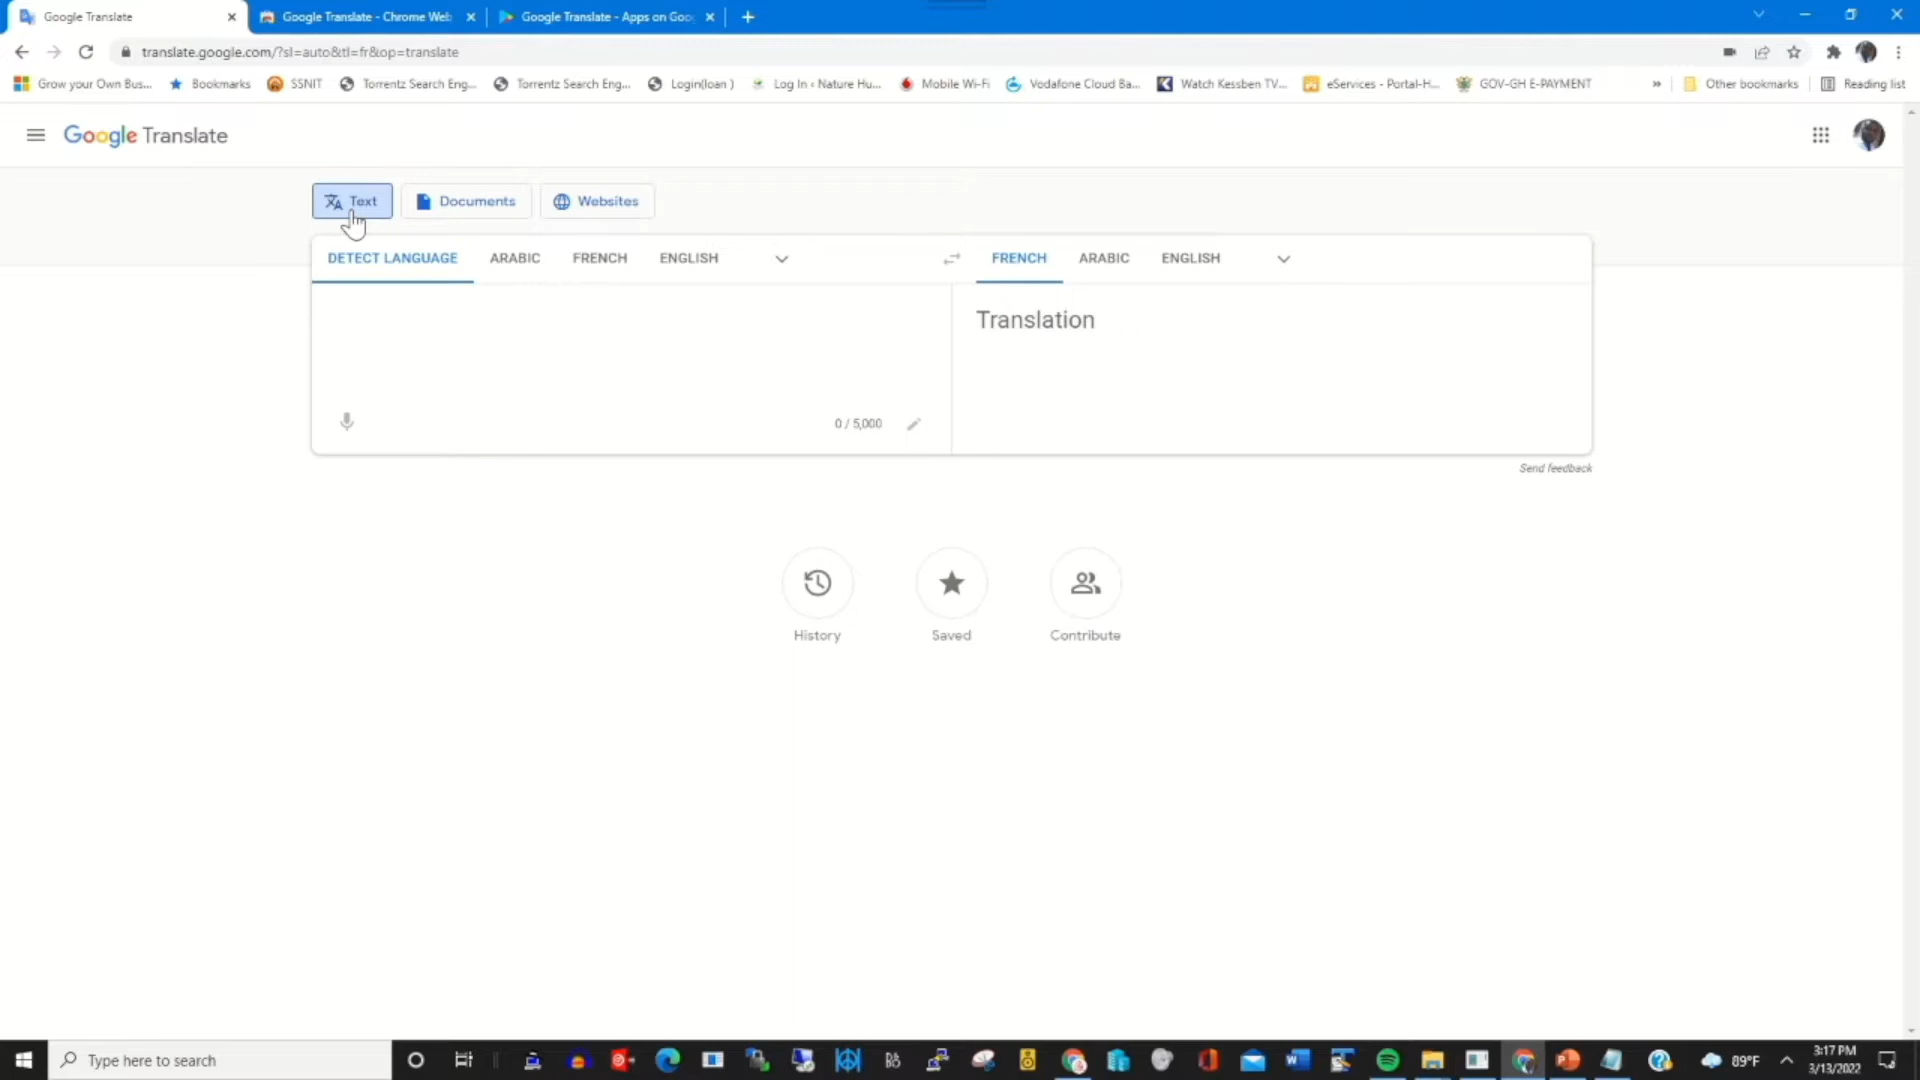 Google Translate
Google Translate - Chrome Web
Google Translate - Apps on Goo
translate.google.com/?sl=auto&tl=fr&op=translate
Grow your Own Bus...
Bookmarks
SSNIT
Torrentz Search Eng...
Torrentz Search Eng...
Login(loan )
Log In ‹ Nature Hu...
Mobile Wi-Fi
Vodafone Cloud Ba...
Watch Kessben TV...
eServices - Portal-H...
GOV-GH E-PAYMENT
»
Other bookmarks
Reading list
Google Translate
Text
Documents
Websites
DETECT LANGUAGE
ARABIC
FRENCH
ENGLISH
FRENCH
ARABIC
ENGLISH
Translation
0 / 5,000
Send feedback
History
Saved
Contribute
Type here to search
89°F
3:17 PM
3/13/2022